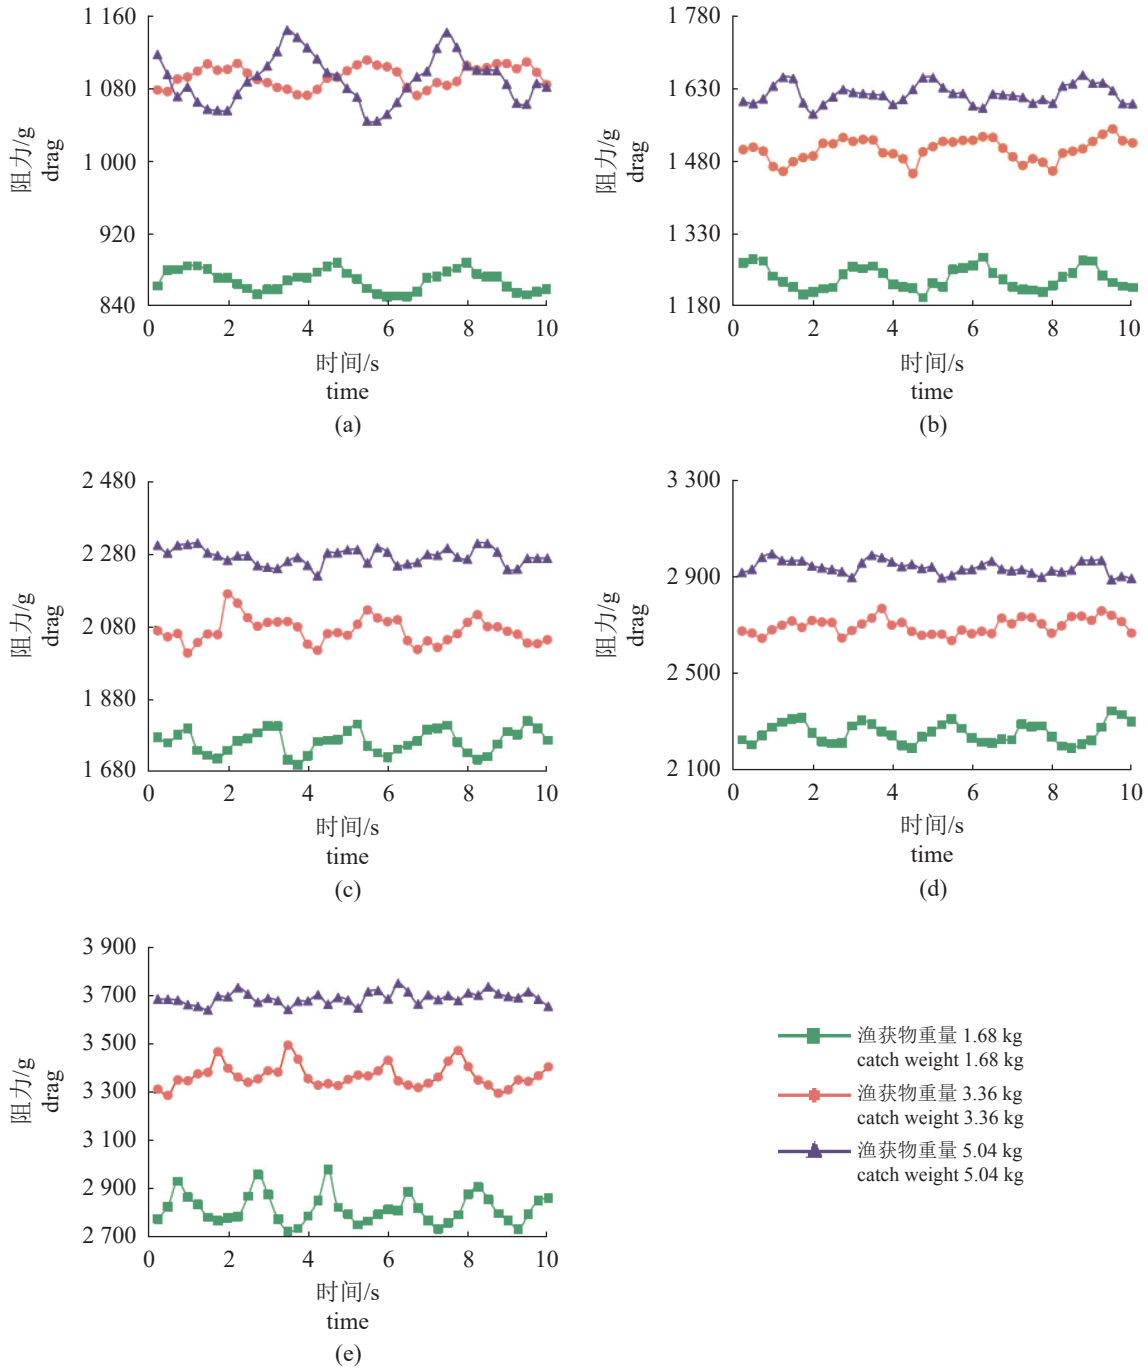 1 160
1 080
1 000
920
840
阻力/g
drag
0 2 4 6 8 10
时间/s
time
(a)
1 780
1 630
1 480
1 330
1 180
阻力/g
drag
0 2 4 6 8 10
时间/s
time
(b)
2 480
2 280
2 080
1 880
1 680
阻力/g
drag
0 2 4 6 8 10
时间/s
time
(c)
3 300
2 900
2 500
2 100
阻力/g
drag
0 2 4 6 8 10
时间/s
time
(d)
3 900
3 700
3 500
3 300
3 100
2 900
2 700
阻力/g
drag
0 2 4 6 8 10
时间/s
time
(e)
渔获物重量 1.68 kg
catch weight 1.68 kg
渔获物重量 3.36 kg
catch weight 3.36 kg
渔获物重量 5.04 kg
catch weight 5.04 kg